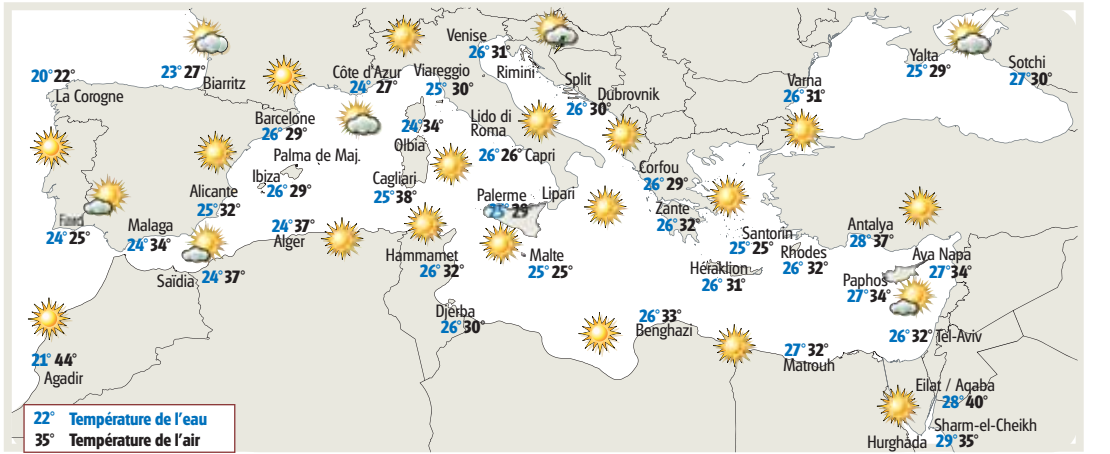 Venise
26° 31°
Rimini
Yalta
25° 29°
Sotchi
27° 30°
20° 22°
La Corogne
23° 27°
Biarritz
Côte d'Azur
24° 27°
Viareggio
25° 30°
Split
26° 30°
Dubrovnik
Varna
26° 31°
Barcelone
26° 29°
24° 34°
Olbia
Lido di
Roma
26° 26° Capri
Palma de Maj.
Ibiza
26° 29°
Cagliari
25° 38°
Corfou
26° 29°
Alicante
25° 32°
Palerme
25° 29°
Lipari
Zante
26° 32°
24° 25°
Malaga
24° 34°
24° 37°
Alger
Santorin
25° 25°
Antalya
28° 37°
Hammamet
26° 32°
Malte
25° 25°
Héraklion
26° 31°
Rhodes
26° 32°
Aya Napa
27° 34°
Saïdia
24° 37°
Paphos
27° 34°
Djerba
26° 30°
26° 33°
Benghazi
26° 32° Tel-Aviv
27° 32°
Matrouh
21° 44°
Agadir
Eilat / Aqaba
28° 40°
Sharm-el-Cheikh
Hurghada 29° 35°
22° Température de l'eau
35° Température de l'air